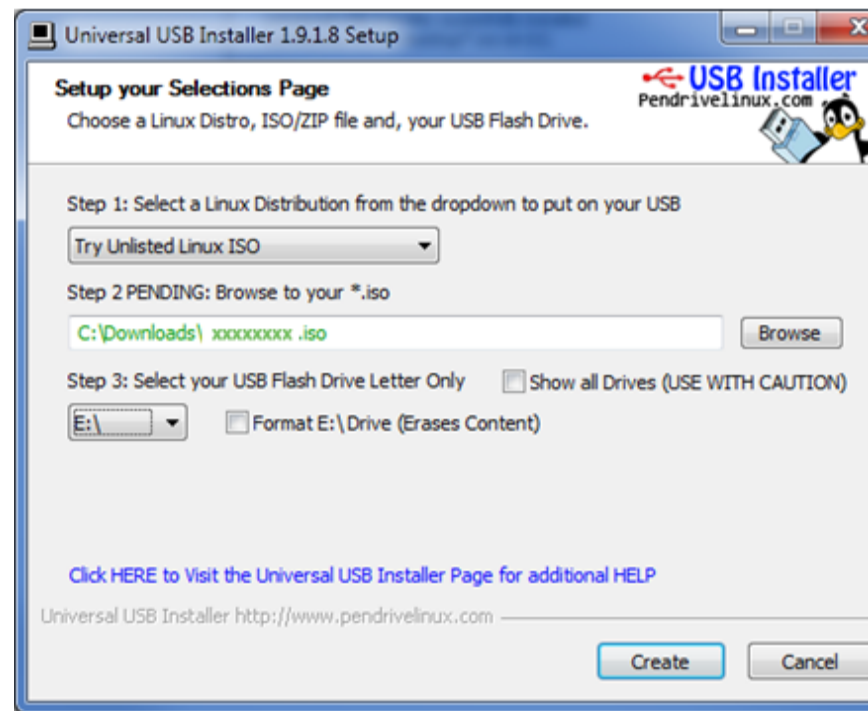 Universal USB Installer 1.9.1.8 Setup
Setup your Selections Page
Choose a Linux Distro, ISO/ZIP file and, your USB Flash Drive.
USB Installer
Pendrivelinux.com
Step 1: Select a Linux Distribution from the dropdown to put on your USB
Try Unlisted Linux ISO
Step 2 PENDING: Browse to your *.iso
C:\Downloads\ xxxxxxxx .iso
Browse
Step 3: Select your USB Flash Drive Letter Only
Show all Drives (USE WITH CAUTION)
E:\
Format E:\ Drive (Erases Content)
Click HERE to Visit the Universal USB Installer Page for additional HELP
Universal USB Installer http://www.pendrivelinux.com
Create
Cancel